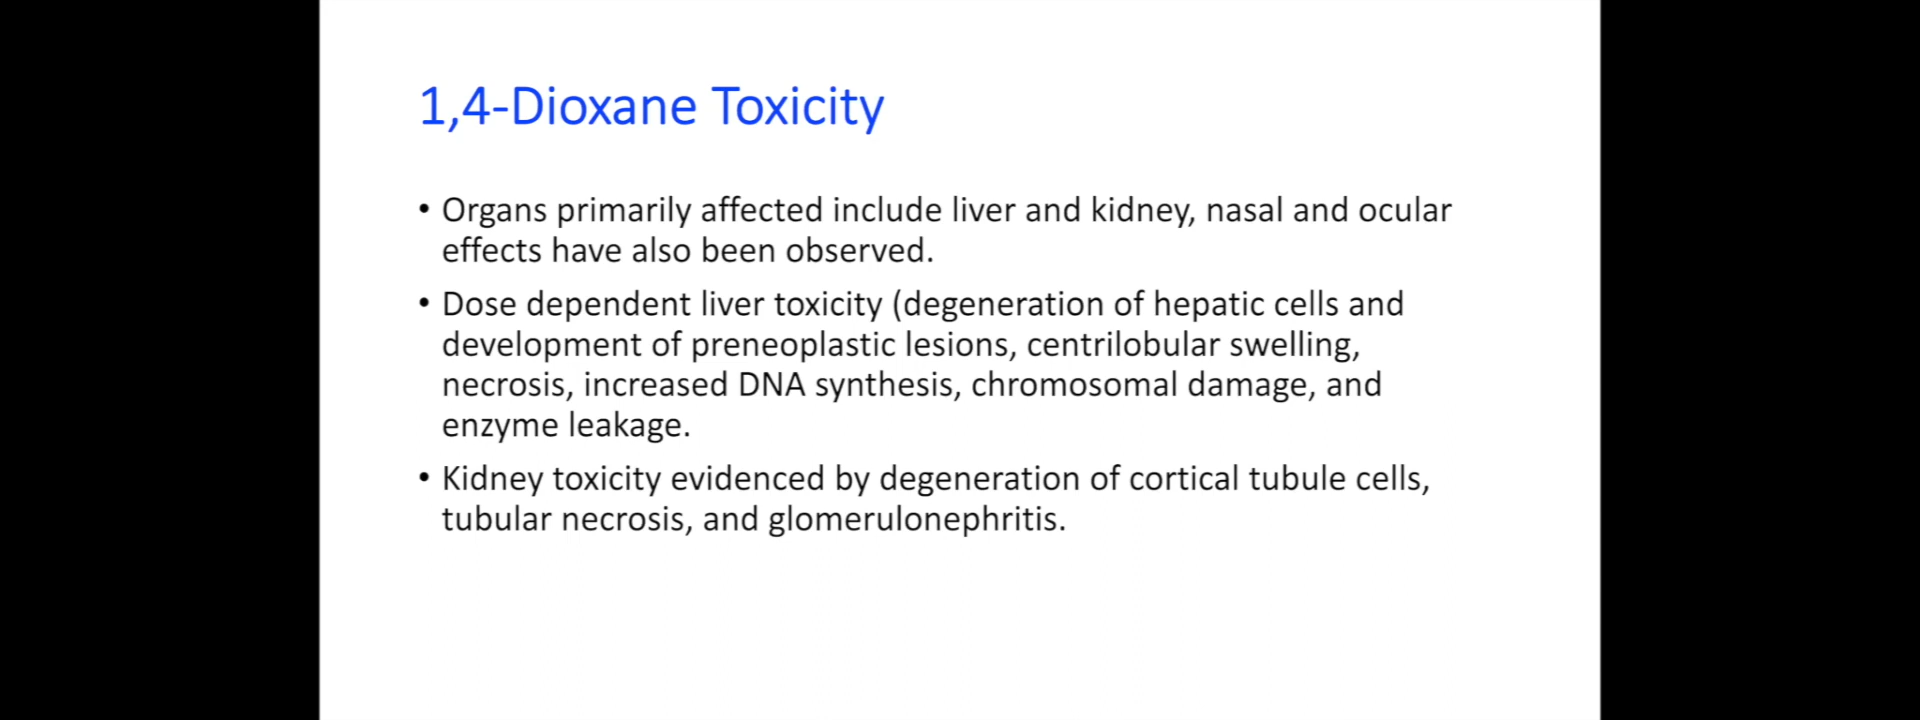 1,4-Dioxane Toxicity
• Organs primarily affected include liver and kidney, nasal and ocular
effects have also been observed.
• Dose dependent liver toxicity (degeneration of hepatic cells and
development of preneoplastic lesions, centrilobular swelling,
necrosis, increased DNA synthesis, chromosomal damage, and
enzyme leakage.
• Kidney toxicity evidenced by degeneration of cortical tubule cells,
tubular necrosis, and glomerulonephritis.